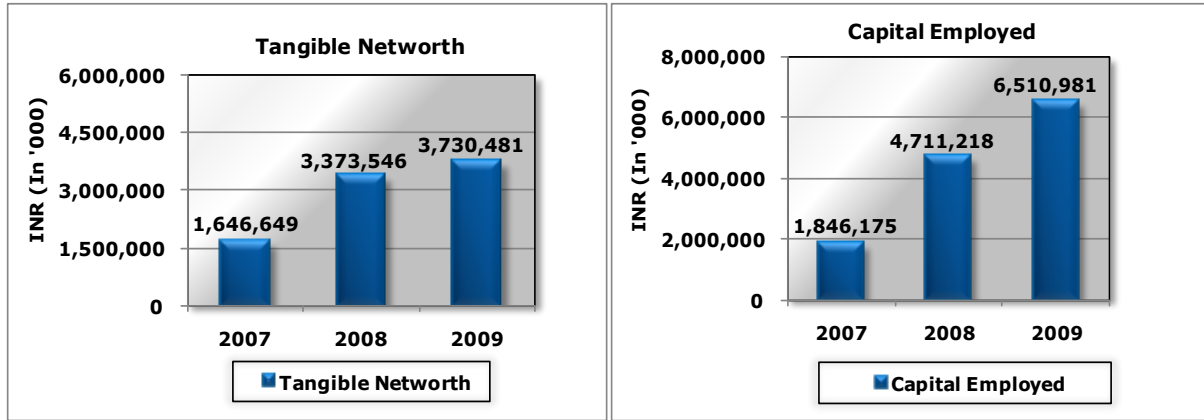 Tangible Networth
INR (In '000)
6,000,000
4,500,000
3,000,000
1,500,000
0
1,646,649
3,373,546
3,730,481
2007 2008 2009
Tangible Networth
Capital Employed
INR (In '000)
8,000,000
6,000,000
4,000,000
2,000,000
0
1,846,175
4,711,218
6,510,981
2007 2008 2009
Capital Employed